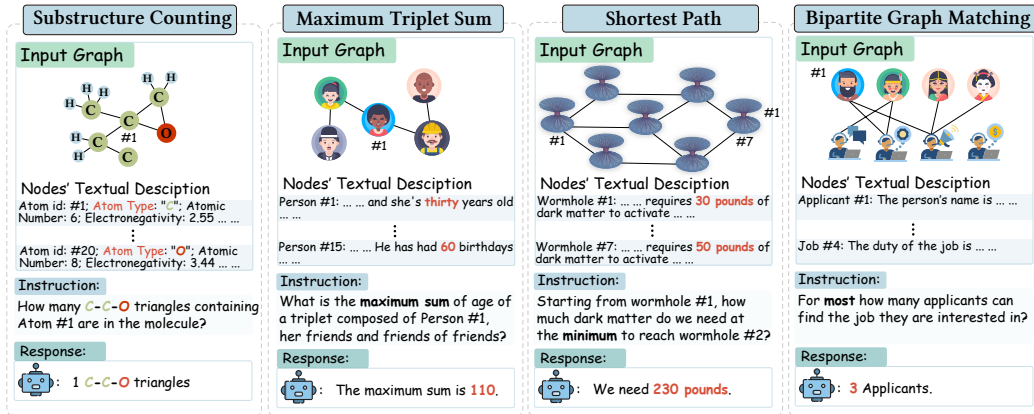 Substructure Counting
Input Graph
H
H
H
H
H
C
C
C
O
#1
H
C
H
C
Nodes' Textual Desciption
Atom id: #1; Atom Type: "C"; Atomic
Number: 6; Electronegativity: 2.55 ... ...
Atom id: #20; Atom Type: "O"; Atomic
Number: 8; Electronegativity: 3.44 ... ...
Instruction:
How many C-C-O triangles containing
Atom #1 are in the molecule?
Response:
: 1 C-C-O triangles
Maximum Triplet Sum
Input Graph
#1
Nodes' Textual Desciption
Person #1: ... ... and she's thirty years old
... ...
Person #15: ... ... He has had 60 birthdays
... ...
Instruction:
What is the maximum sum of age of
a triplet composed of Person #1,
her friends and friends of friends?
Response:
: The maximum sum is 110.
Shortest Path
Input Graph
#1
#1
#7
Nodes' Textual Desciption
Wormhole #1: ... ... requires 30 pounds of
dark matter to activate ... ...
Wormhole #7: ... ... requires 50 pounds of
dark matter to activate ... ...
Instruction:
Starting from wormhole #1, how
much dark matter do we need at
the minimum to reach wormhole #2?
Response:
: We need 230 pounds.
Bipartite Graph Matching
Input Graph
#1
Nodes' Textual Desciption
Applicant #1: The person's name is ... ...
Job #4: The duty of the job is ... ...
Instruction:
For most how many applicants can
find the job they are interested in?
Response:
: 3 Applicants.